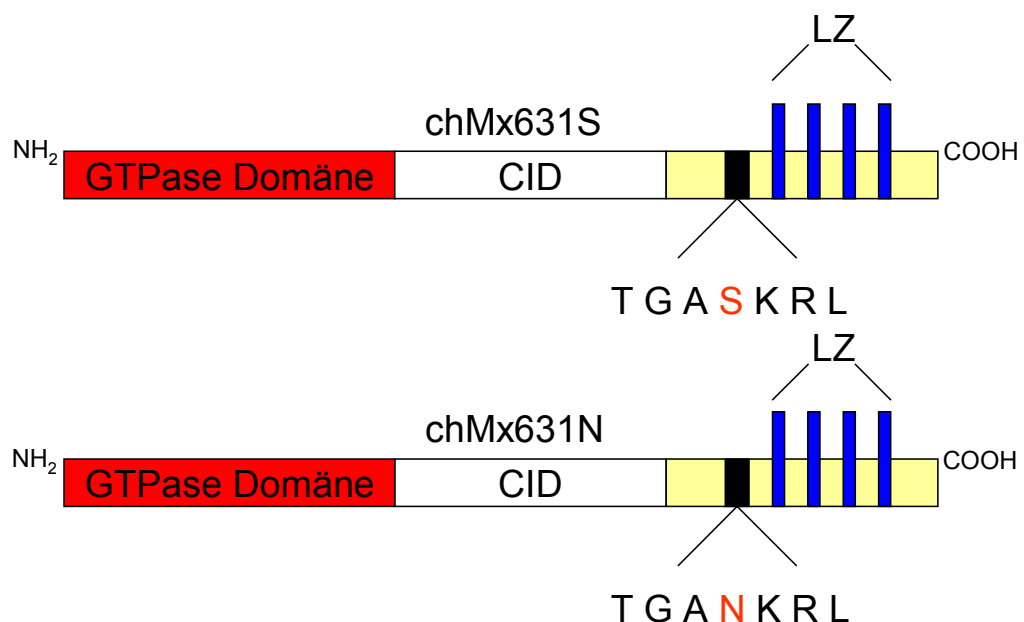 LZ
chMx631S
NH2
GTPase Domäne
CID
COOH
T G A S K R L
LZ
chMx631N
NH2
GTPase Domäne
CID
COOH
T G A N K R L